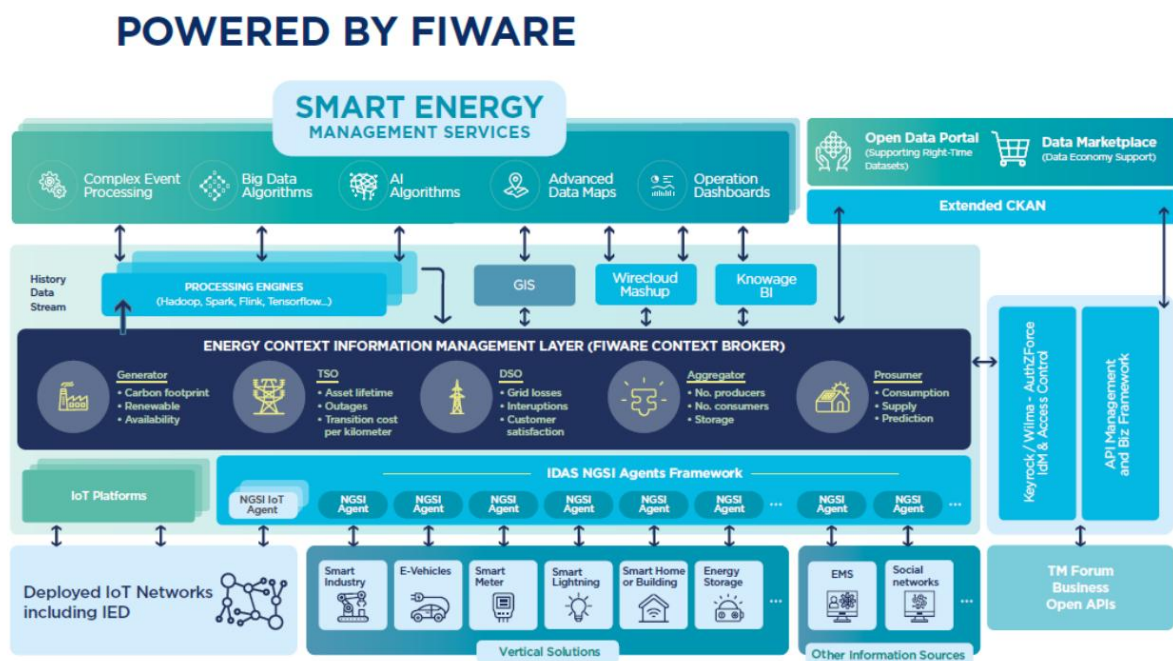 POWERED BY FIWARE
SMART ENERGY
MANAGEMENT SERVICES
Complex Event
Processing
Big Data
Algorithms
AI
Algorithms
Advanced
Data Maps
Operation
Dashboards
Open Data Portal
(Supporting Right-Time
Datasets)
Data Marketplace
(Data Economy Support)
Extended CKAN
History
Data
Stream
PROCESSING ENGINES
(Hadoop, Spark, Flink, Tensorflow...)
GIS
Wirecloud
Mashup
Knowage
BI
ENERGY CONTEXT INFORMATION MANAGEMENT LAYER (FIWARE CONTEXT BROKER)
Generator
• Carbon footprint
• Renewable
• Availability
TSO
• Asset lifetime
• Outages
• Transition cost
per kilometer
DSO
• Grid losses
• Interuptions
• Customer
satisfaction
Aggregator
• No. producers
• No. consumers
• Storage
Prosumer
• Consumption
• Supply
• Prediction
Keyrock / Wilma - AuthZForce
IdM & Access Control
API Management
and Biz Framework
IoT Platforms
IDAS NGSI Agents Framework
NGSI IoT
Agent
NGSI
Agent
NGSI
Agent
NGSI
Agent
NGSI
Agent
NGSI
Agent
NGSI
Agent
...
NGSI
Agent
NGSI
Agent
...
Deployed IoT Networks
including IED
Smart
Industry
E-Vehicles
Smart
Meter
Smart
Lightning
Smart Home
or Building
Energy
Storage
...
Vertical Solutions
EMS
Social
networks
...
Other Information Sources
TM Forum
Business
Open APIs